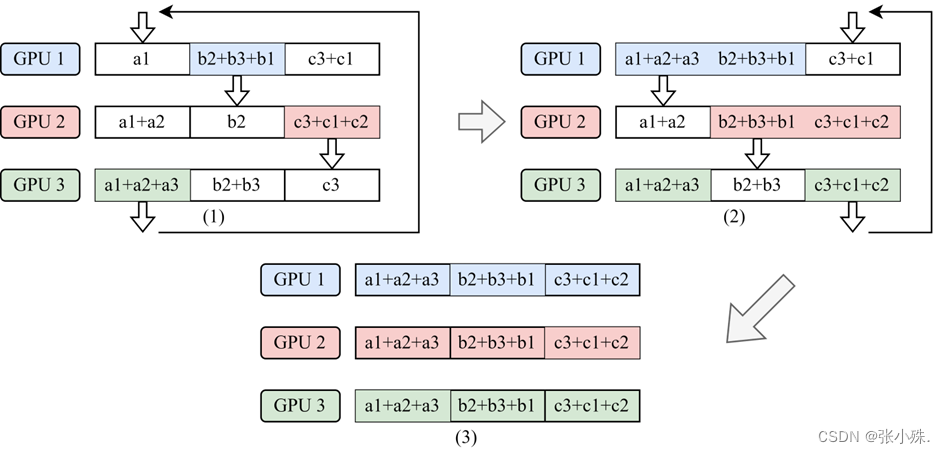 GPU 1 a1 b2+b3+b1 c3+c1
GPU 2 a1+a2 b2 c3+c1+c2
GPU 3 a1+a2+a3 b2+b3 c3
(1)
GPU 1 a1+a2+a3 b2+b3+b1 c3+c1
GPU 2 a1+a2 b2+b3+b1 c3+c1+c2
GPU 3 a1+a2+a3 b2+b3 c3+c1+c2
(2)
GPU 1 a1+a2+a3 b2+b3+b1 c3+c1+c2
GPU 2 a1+a2+a3 b2+b3+b1 c3+c1+c2
GPU 3 a1+a2+a3 b2+b3+b1 c3+c1+c2
(3)
CSDN @张小殊.